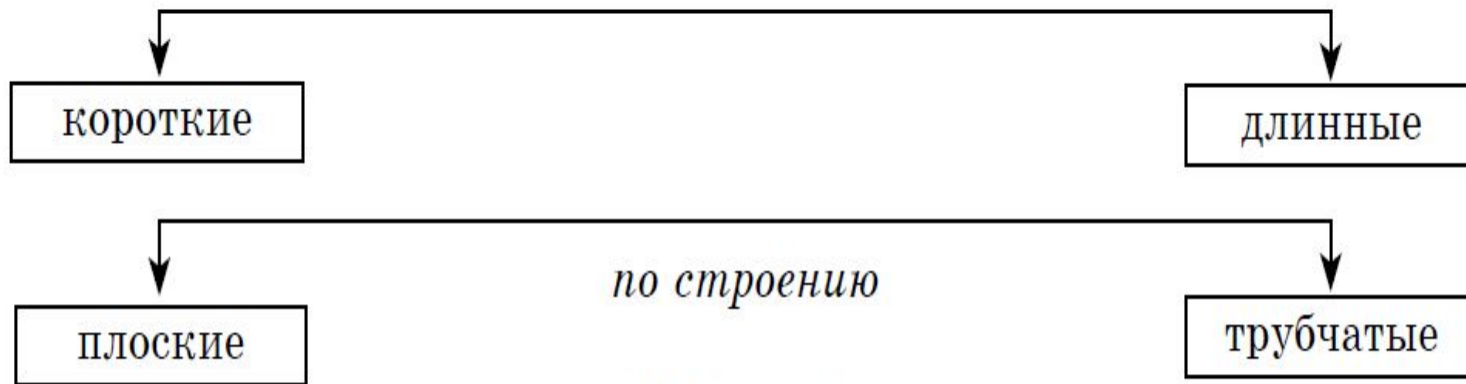 короткие
длинные
по строению
плоские
трубчатые